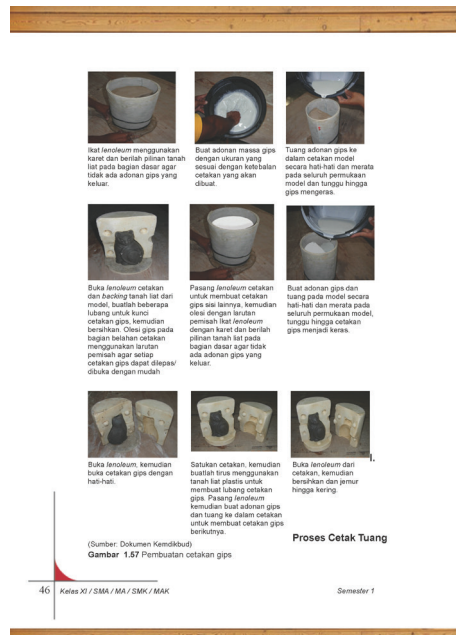 Ikat lenoleum menggunakan
karet dan berilah pilinan tanah
liat pada bagian dasar agar
tidak ada adonan gips yang
keluar.
Buat adonan massa gips
dengan ukuran yang
sesuai dengan ketebalan
cetakan yang akan
dibuat.
Tuang adonan gips ke
dalam cetakan model
secara hati-hati dan merata
pada seluruh permukaan
model dan tunggu hingga
gips mengeras.
Buka lenoleum cetakan
dan backing tanah liat dari
model, buatlah beberapa
lubang untuk kunci
cetakan gips, kemudian
bersihkan. Olesi gips pada
bagian belahan cetakan
menggunakan larutan
pemisah agar setiap
cetakan gips dapat dilepas/
dibuka dengan mudah
Pasang lenoleum cetakan
untuk membuat cetakan
gips sisi lainnya, kemudian
olesi dengan larutan
pemisah Ikat lenoleum
dengan karet dan berilah
pilinan tanah liat pada
bagian dasar agar tidak
ada adonan gips yang
keluar.
Buat adonan gips dan
tuang pada model secara
hati-hati dan merata pada
seluruh permukaan model,
tunggu hingga cetakan
gips menjadi keras.
Buka lenoleum, kemudian
buka cetakan gips dengan
hati-hati.
Satukan cetakan, kemudian
buatlah tirus menggunakan
tanah liat plastis untuk
membuat lubang cetakan
gips. Pasang lenoleum
kemudian buat adonan gips
dan tuang ke dalam cetakan
untuk membuat cetakan gips
berikutnya.
Buka lenoleum dari
cetakan, kemudian
bersihkan dan jemur
hingga kering.
1.
Proses Cetak Tuang
(Sumber: Dokumen Kemdikbud)
Gambar 1.57 Pembuatan cetakan gips
46 Kelas XI / SMA / MA / SMK / MAK
Semester 1